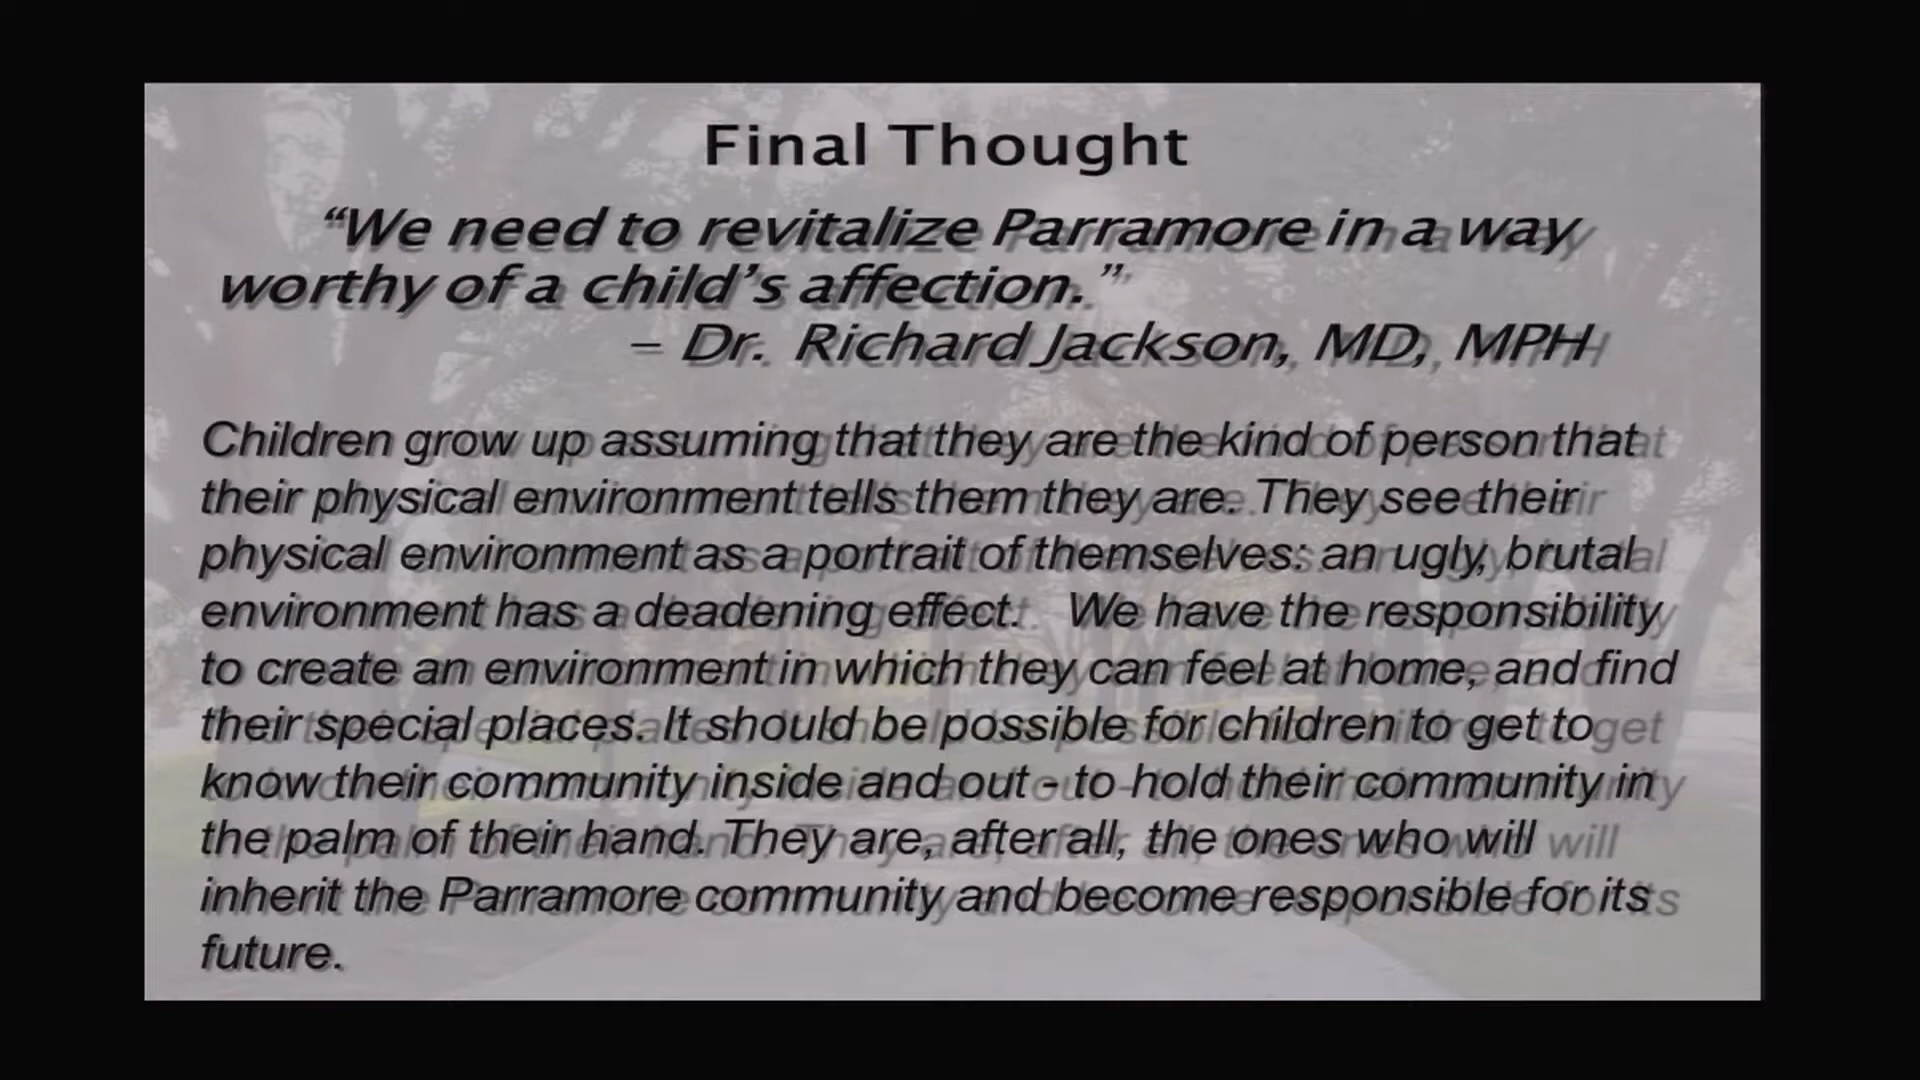 Final Thought
“We need to revitalize Parramore in a way
worthy of a child’s affection.”
– Dr. Richard Jackson, MD, MPH
Children grow up assuming that they are the kind of person that
their physical environment tells them they are. They see their
physical environment as a portrait of themselves: an ugly, brutal
environment has a deadening effect. We have the responsibility
to create an environment in which they can feel at home, and find
their special places. It should be possible for children to get to
know their community inside and out - to hold their community in
the palm of their hand. They are, after all, the ones who will
inherit the Parramore community and become responsible for its
future.